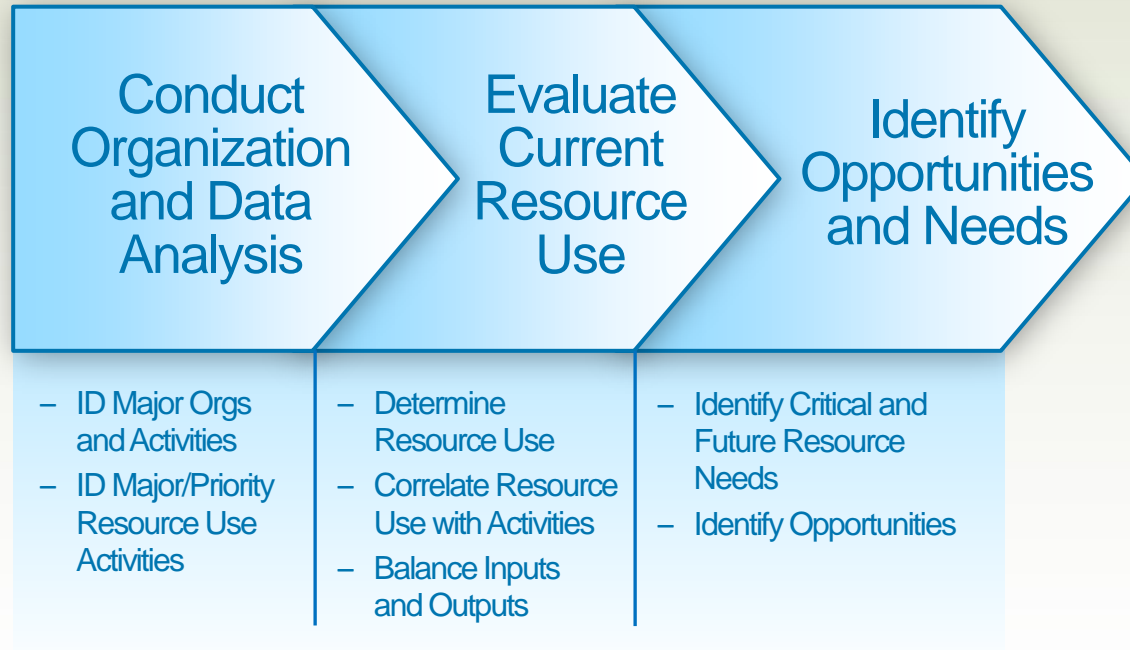 Conduct
Organization
and Data
Analysis
Evaluate
Current
Resource
Use
Identify
Opportunities
and Needs
– ID Major Orgs
and Activities
– ID Major/Priority
Resource Use
Activities
– Determine
Resource Use
– Correlate Resource
Use with Activities
– Balance Inputs
and Outputs
– Identify Critical and
Future Resource
Needs
– Identify Opportunities